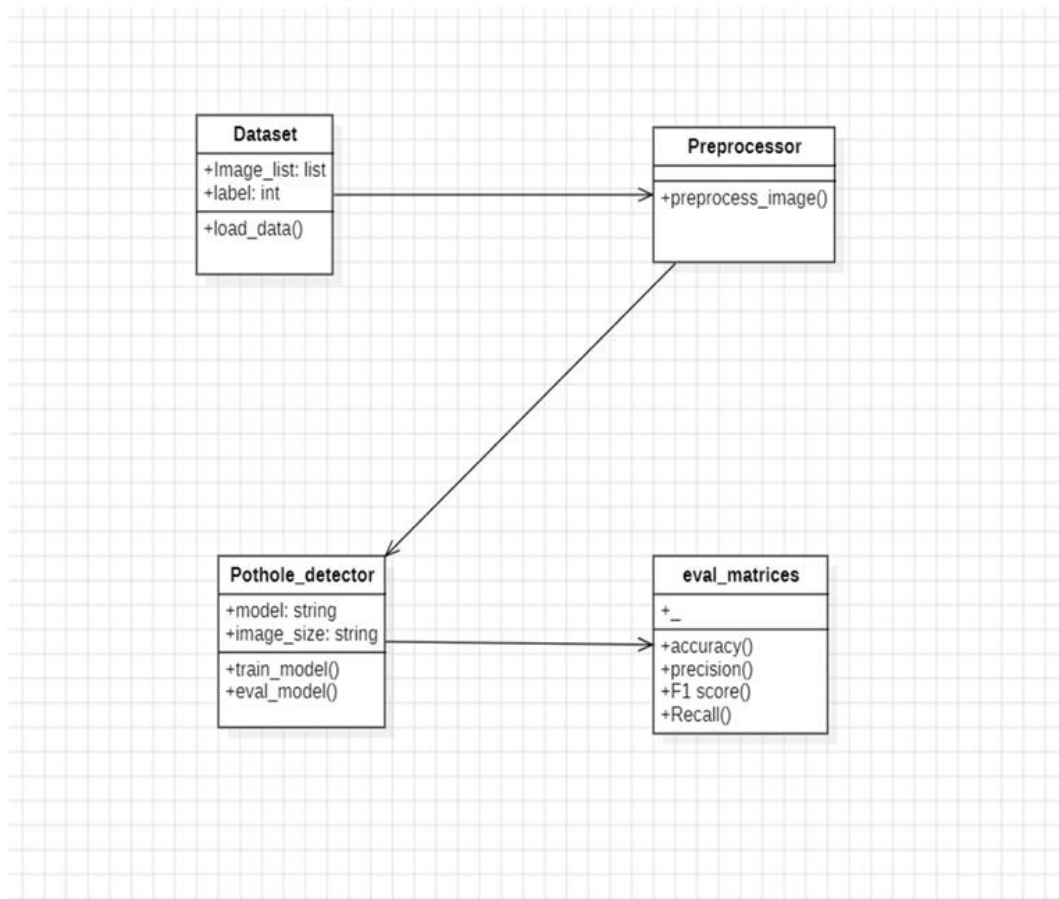 Dataset
+Image_list: list
+label: int
+load_data()
Preprocessor
+preprocess_image()
Pothole_detector
+model: string
+image_size: string
+train_model()
+eval_model()
eval_matrices
+_
+accuracy()
+precision()
+F1 score()
+Recall()